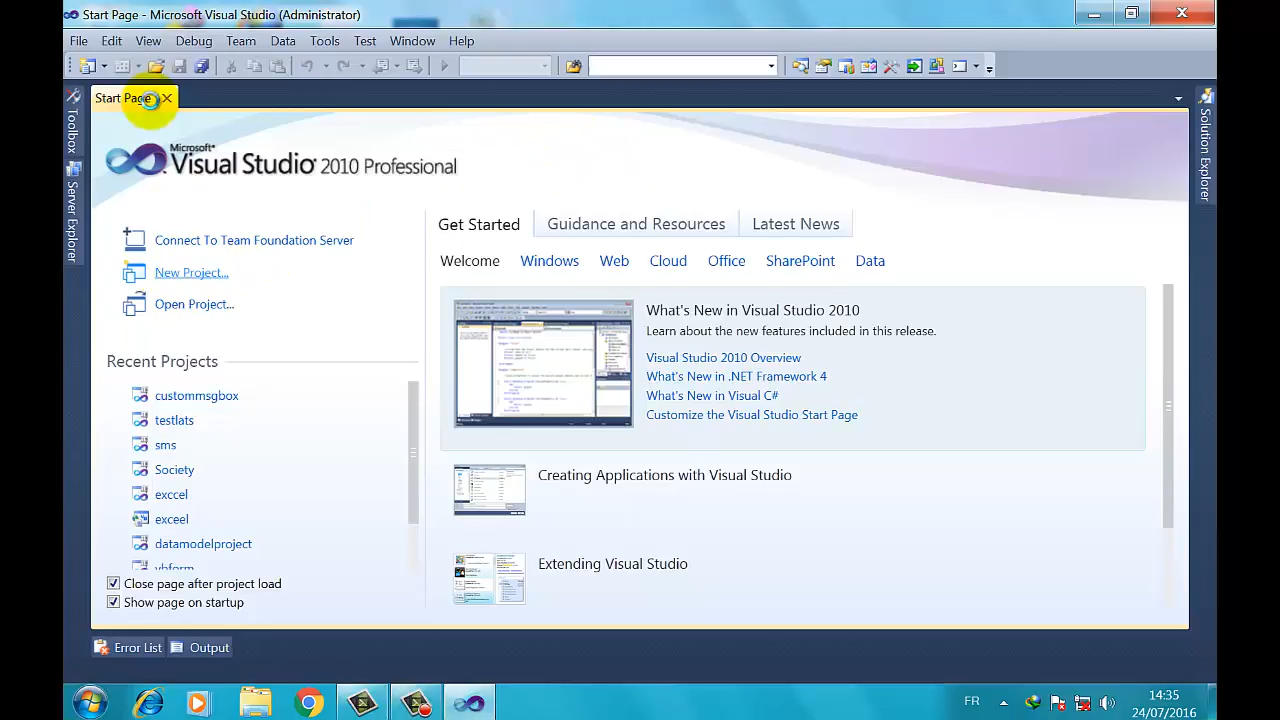 Start Page - Microsoft Visual Studio (Administrator)
File Edit View Debug Team Data Tools Test Window Help
Start Page
Toolbox
Server Explorer
Solution Explorer
Microsoft
Visual Studio 2010 Professional
Connect To Team Foundation Server
New Project...
Open Project...
Recent Projects
custommsgbox
testlats
sms
Society
exccel
exceel
datamodelproject
vbform
Close page after load
Show page on
Get Started Guidance and Resources Latest News
Welcome Windows Web Cloud Office SharePoint Data
What's New in Visual Studio 2010
Learn about the new features included in this release.
Visual Studio 2010 Overview
What's New in .NET Framework 4
What's New in Visual C#
Customize the Visual Studio Start Page
Creating Applications with Visual Studio
Extending Visual Studio
Error List Output
FR
14:35
24/07/2016